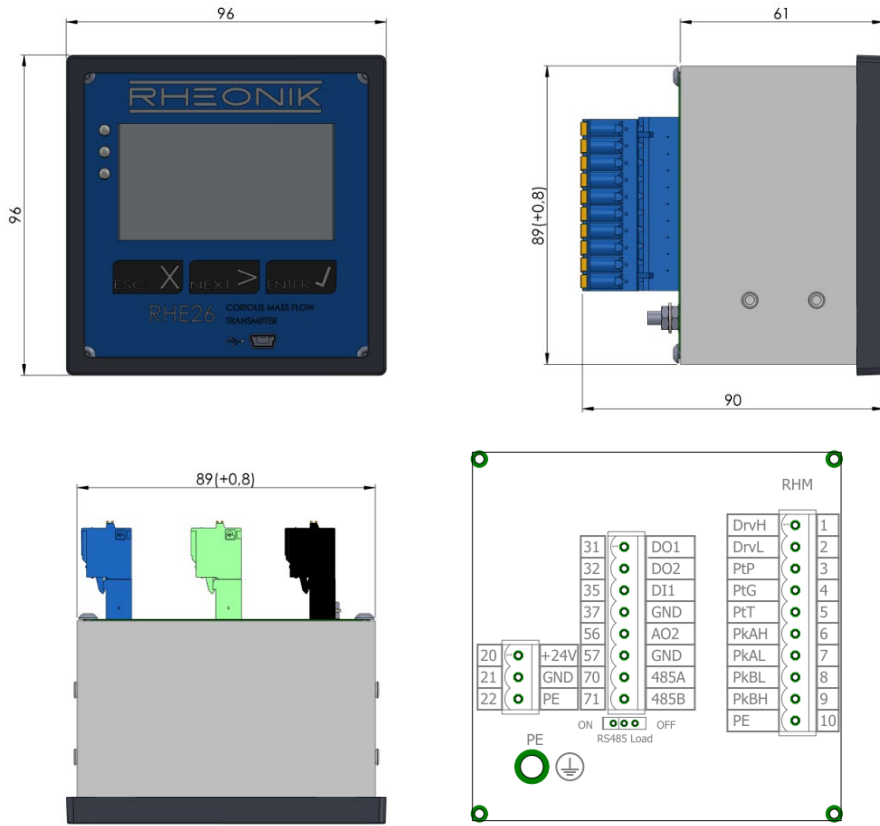 96
96
RHEONIK
ESC X NEXT > ENTER √
RHE26 CORIOLIS MASS FLOW
TRANSMITTER
61
89(+0,8)
90
89(+0,8)
RHM
DrvH 1
DrvL 2
PtP 3
PtG 4
PtT 5
PkAH 6
PkAL 7
PkBL 8
PkBH 9
PE 10
31 DO1
32 DO2
35 DI1
37 GND
56 AO2
57 GND
70 485A
71 485B
20 +24V
21 GND
22 PE
ON OFF
RS485 Load
PE